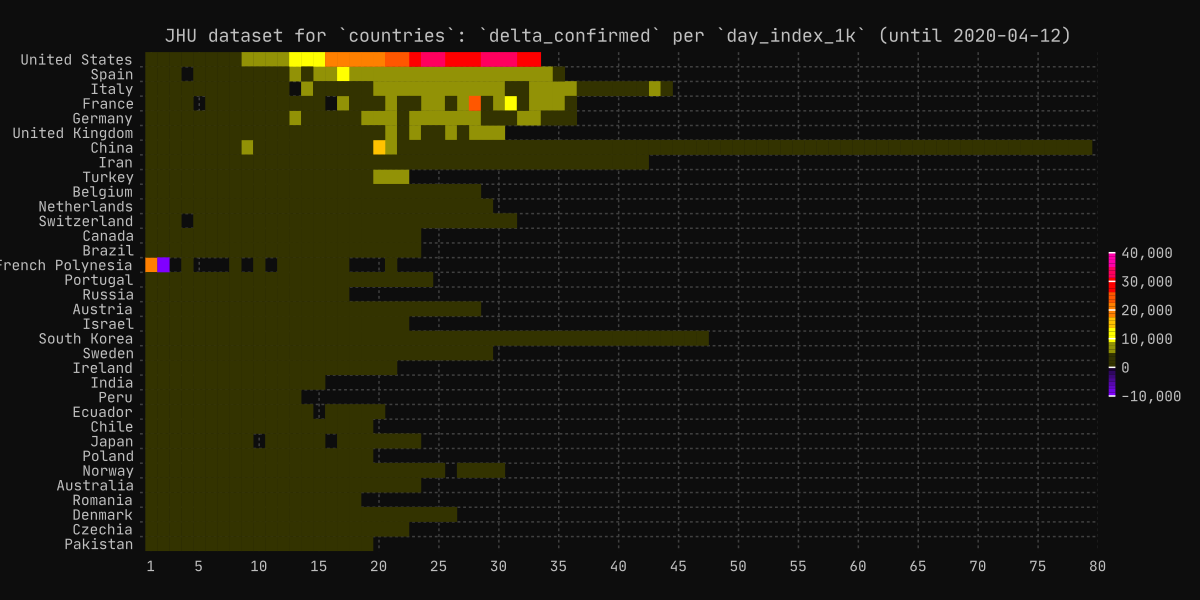 JHU dataset for `countries`: `delta_confirmed` per `day_index_1k` (until 2020-04-12)
United States
Spain
Italy
France
Germany
United Kingdom
China
Iran
Turkey
Belgium
Netherlands
Switzerland
Canada
Brazil
French Polynesia
Portugal
Russia
Austria
Israel
South Korea
Sweden
Ireland
India
Peru
Ecuador
Chile
Japan
Poland
Norway
Australia
Romania
Denmark
Czechia
Pakistan
1 5 10 15 20 25 30 35 40 45 50 55 60 65 70 75 80
40,000
30,000
20,000
10,000
0
-10,000